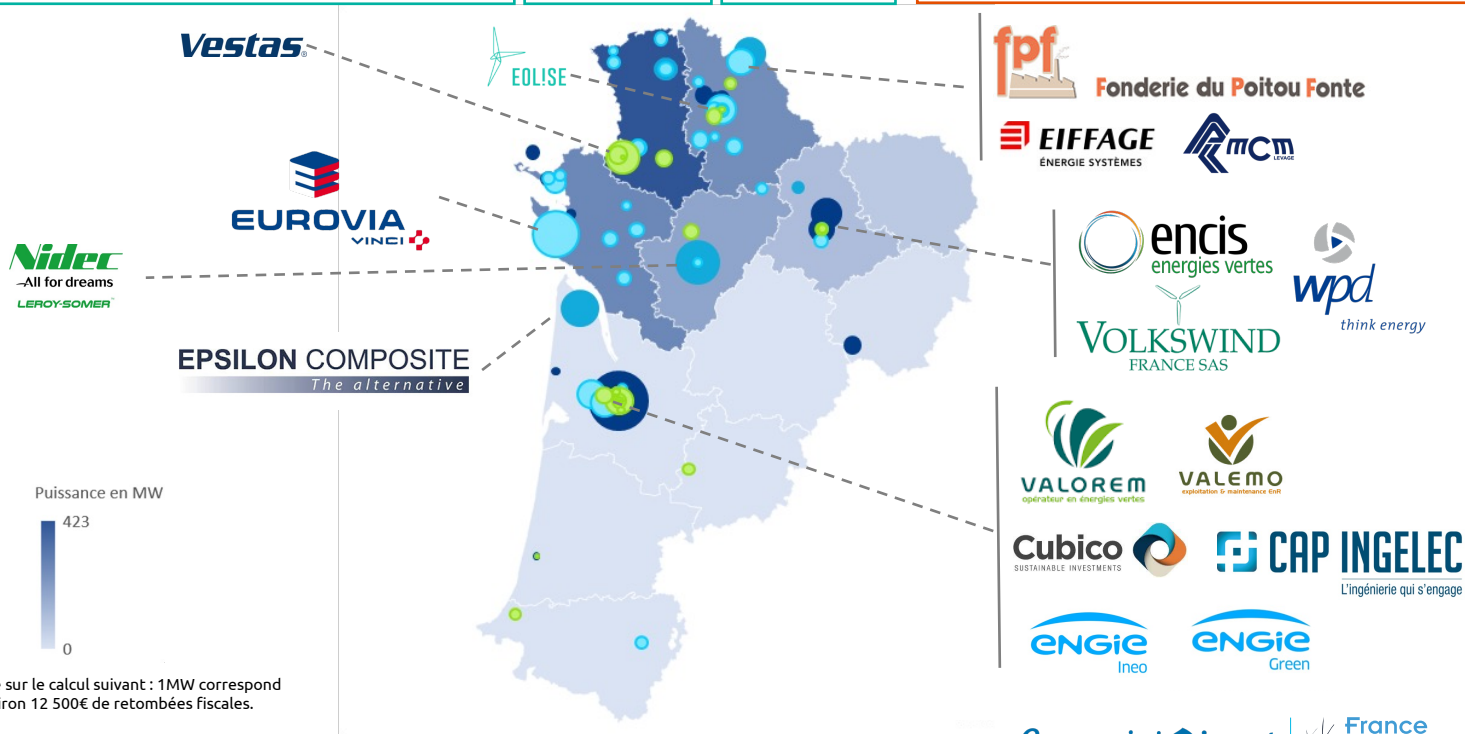 Vestas
EOL!SE
fpf
Fonderie du Poitou Fonte
EIFFAGE
ÉNERGIE SYSTÈMES
mcm
LEVAGE
EUROVIA
VINCI
Nidec
All for dreams
LEROY-SOMER
encis
energies vertes
wpd
think energy
VOLKSWIND
FRANCE SAS
EPSILON COMPOSITE
The alternative
VALOREM
opérateur en énergies vertes
VALEMO
exploitation & maintenance EnR
Cubico
SUSTAINABLE INVESTMENTS
CAP INGELEC
L'ingénierie qui s'engage
ENGIE
Ineo
ENGIE
Green
Puissance en MW
423
0
sur le calcul suivant : 1MW correspond
iron 12 500€ de retombées fiscales.
France